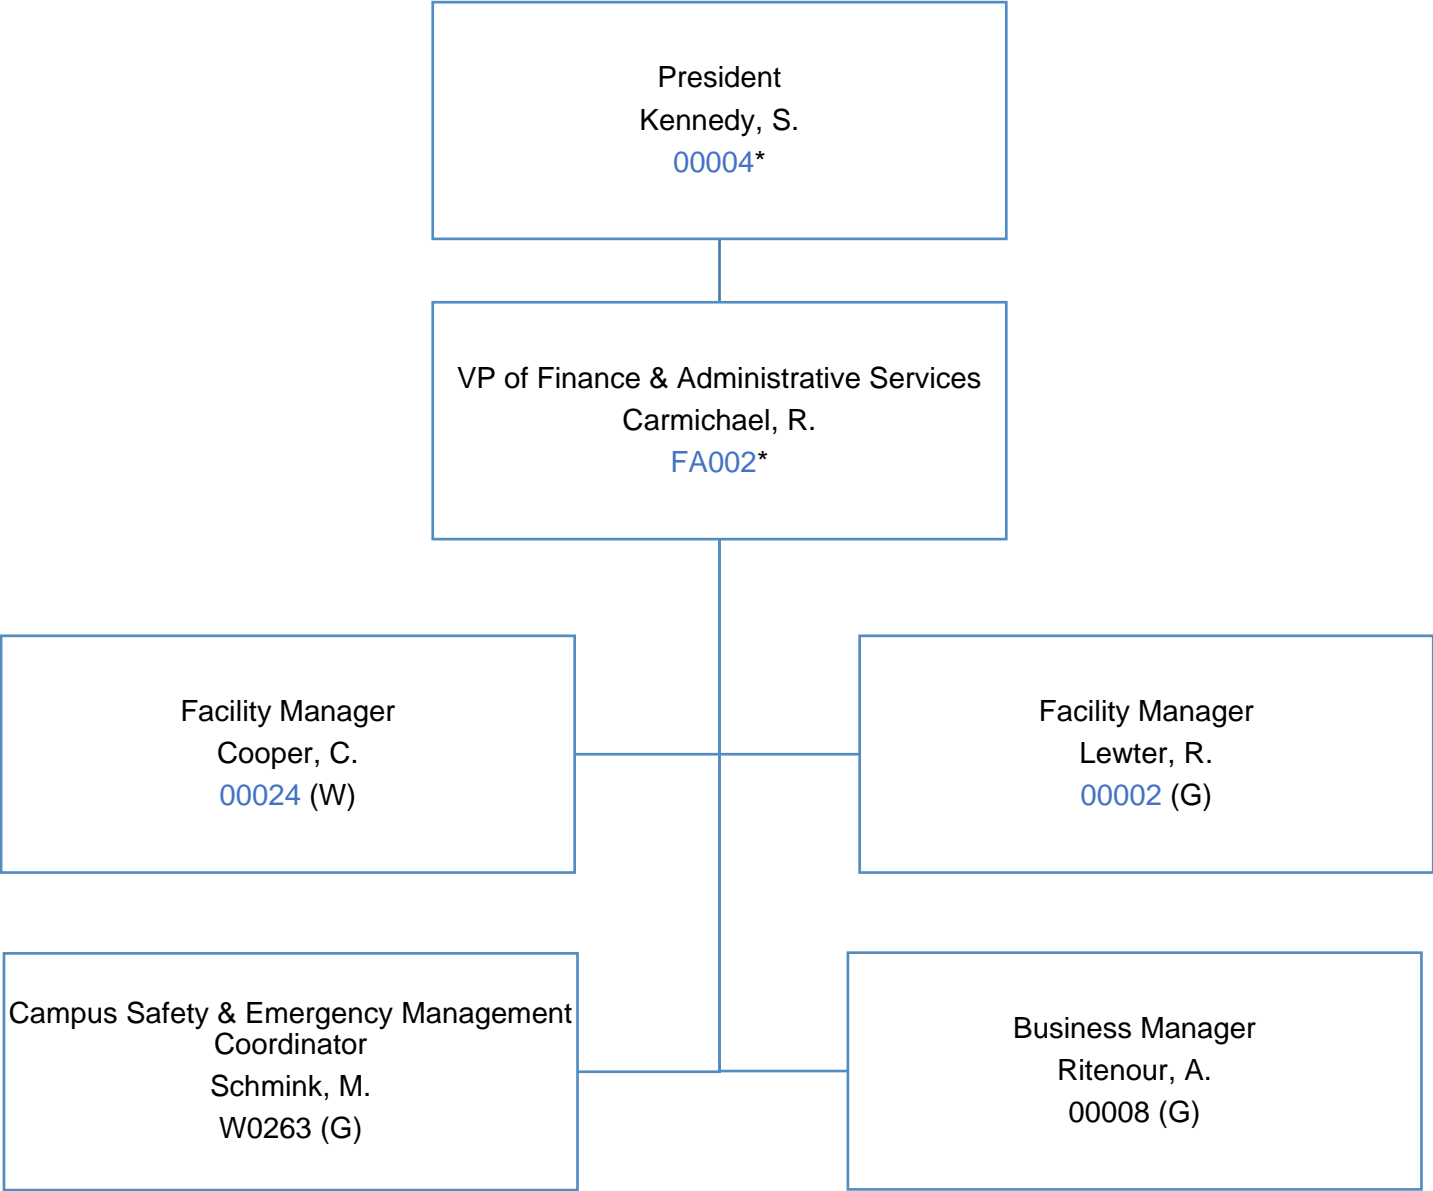 President
Kennedy, S.
00004*
VP of Finance & Administrative Services
Carmichael, R.
FA002*
Facility Manager
Cooper, C.
00024 (W)
Facility Manager
Lewter, R.
00002 (G)
Campus Safety & Emergency Management
Coordinator
Schmink, M.
W0263 (G)
Business Manager
Ritenour, A.
00008 (G)